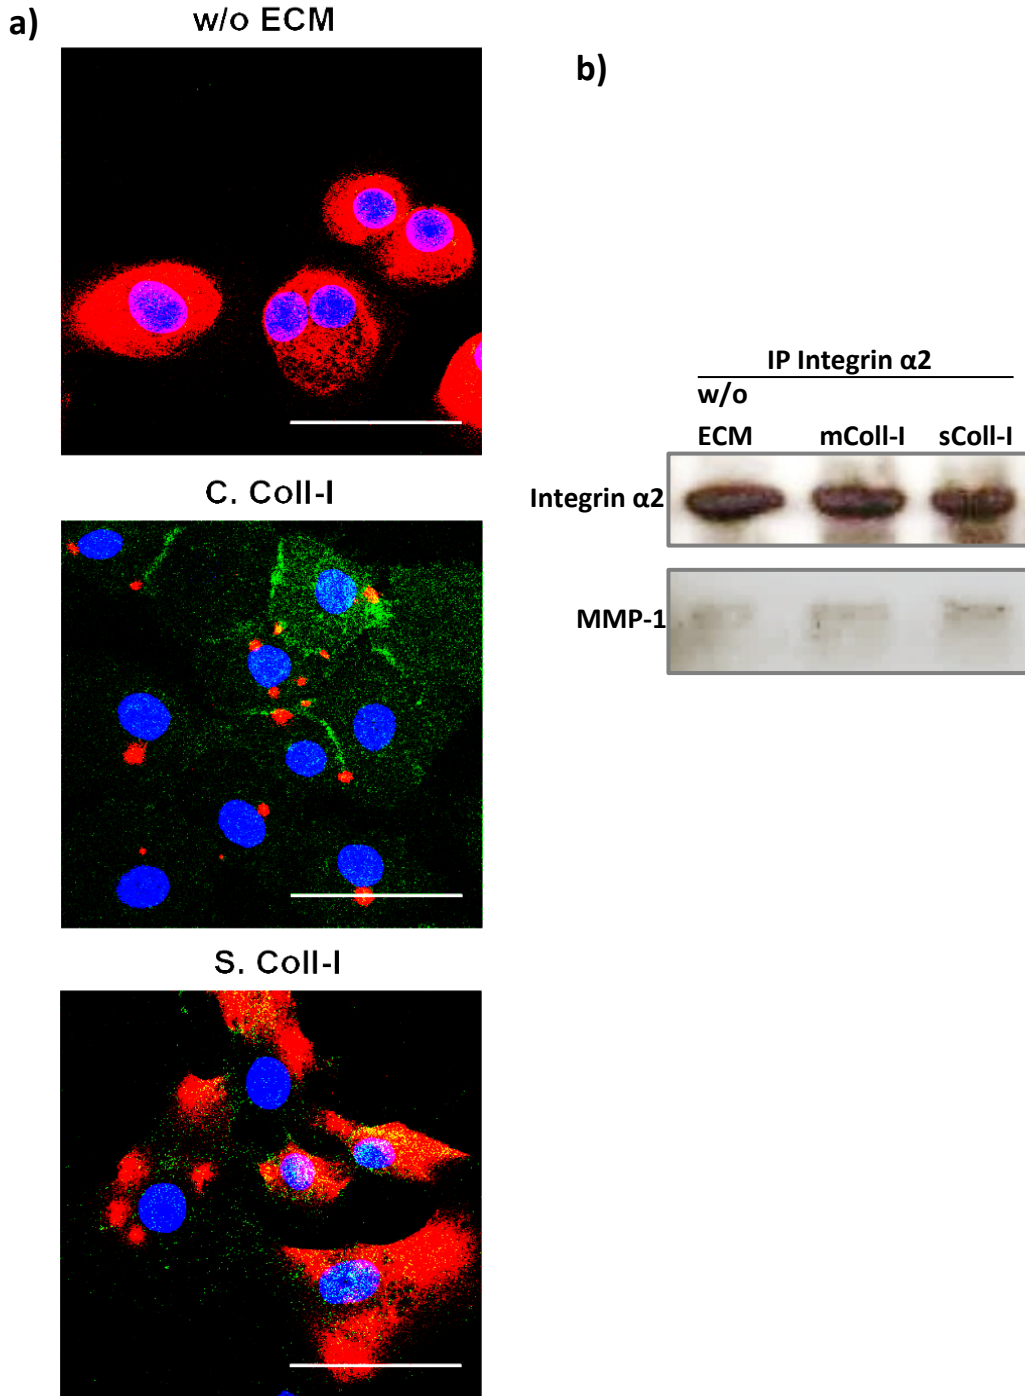 a)
w/o ECM
C. Coll-I
S. Coll-I
b)
IP Integrin α2
w/o
ECM mColl-I sColl-I
Integrin α2
MMP-1